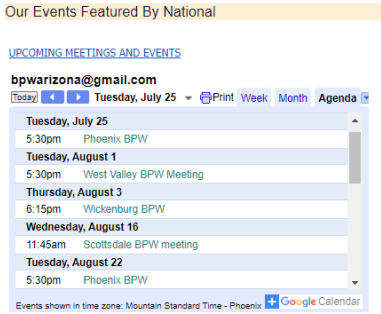 Our Events Featured By National
UPCOMING MEETINGS AND EVENTS
bpwarizona@gmail.com
Today Tuesday, July 25 Print Week Month Agenda
Tuesday, July 25
5:30pm Phoenix BPW
Tuesday, August 1
5:30pm West Valley BPW Meeting
Thursday, August 3
6:15pm Wickenburg BPW
Wednesday, August 16
11:45am Scottsdale BPW meeting
Tuesday, August 22
5:30pm Phoenix BPW
Events shown in time zone: Mountain Standard Time - Phoenix + Google Calendar